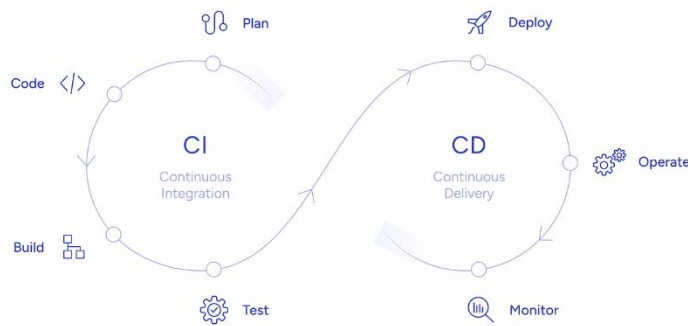 Plan
Deploy
Code
CI
CD
Continuous
Integration
Continuous
Delivery
Operate
Build
Test
Monitor